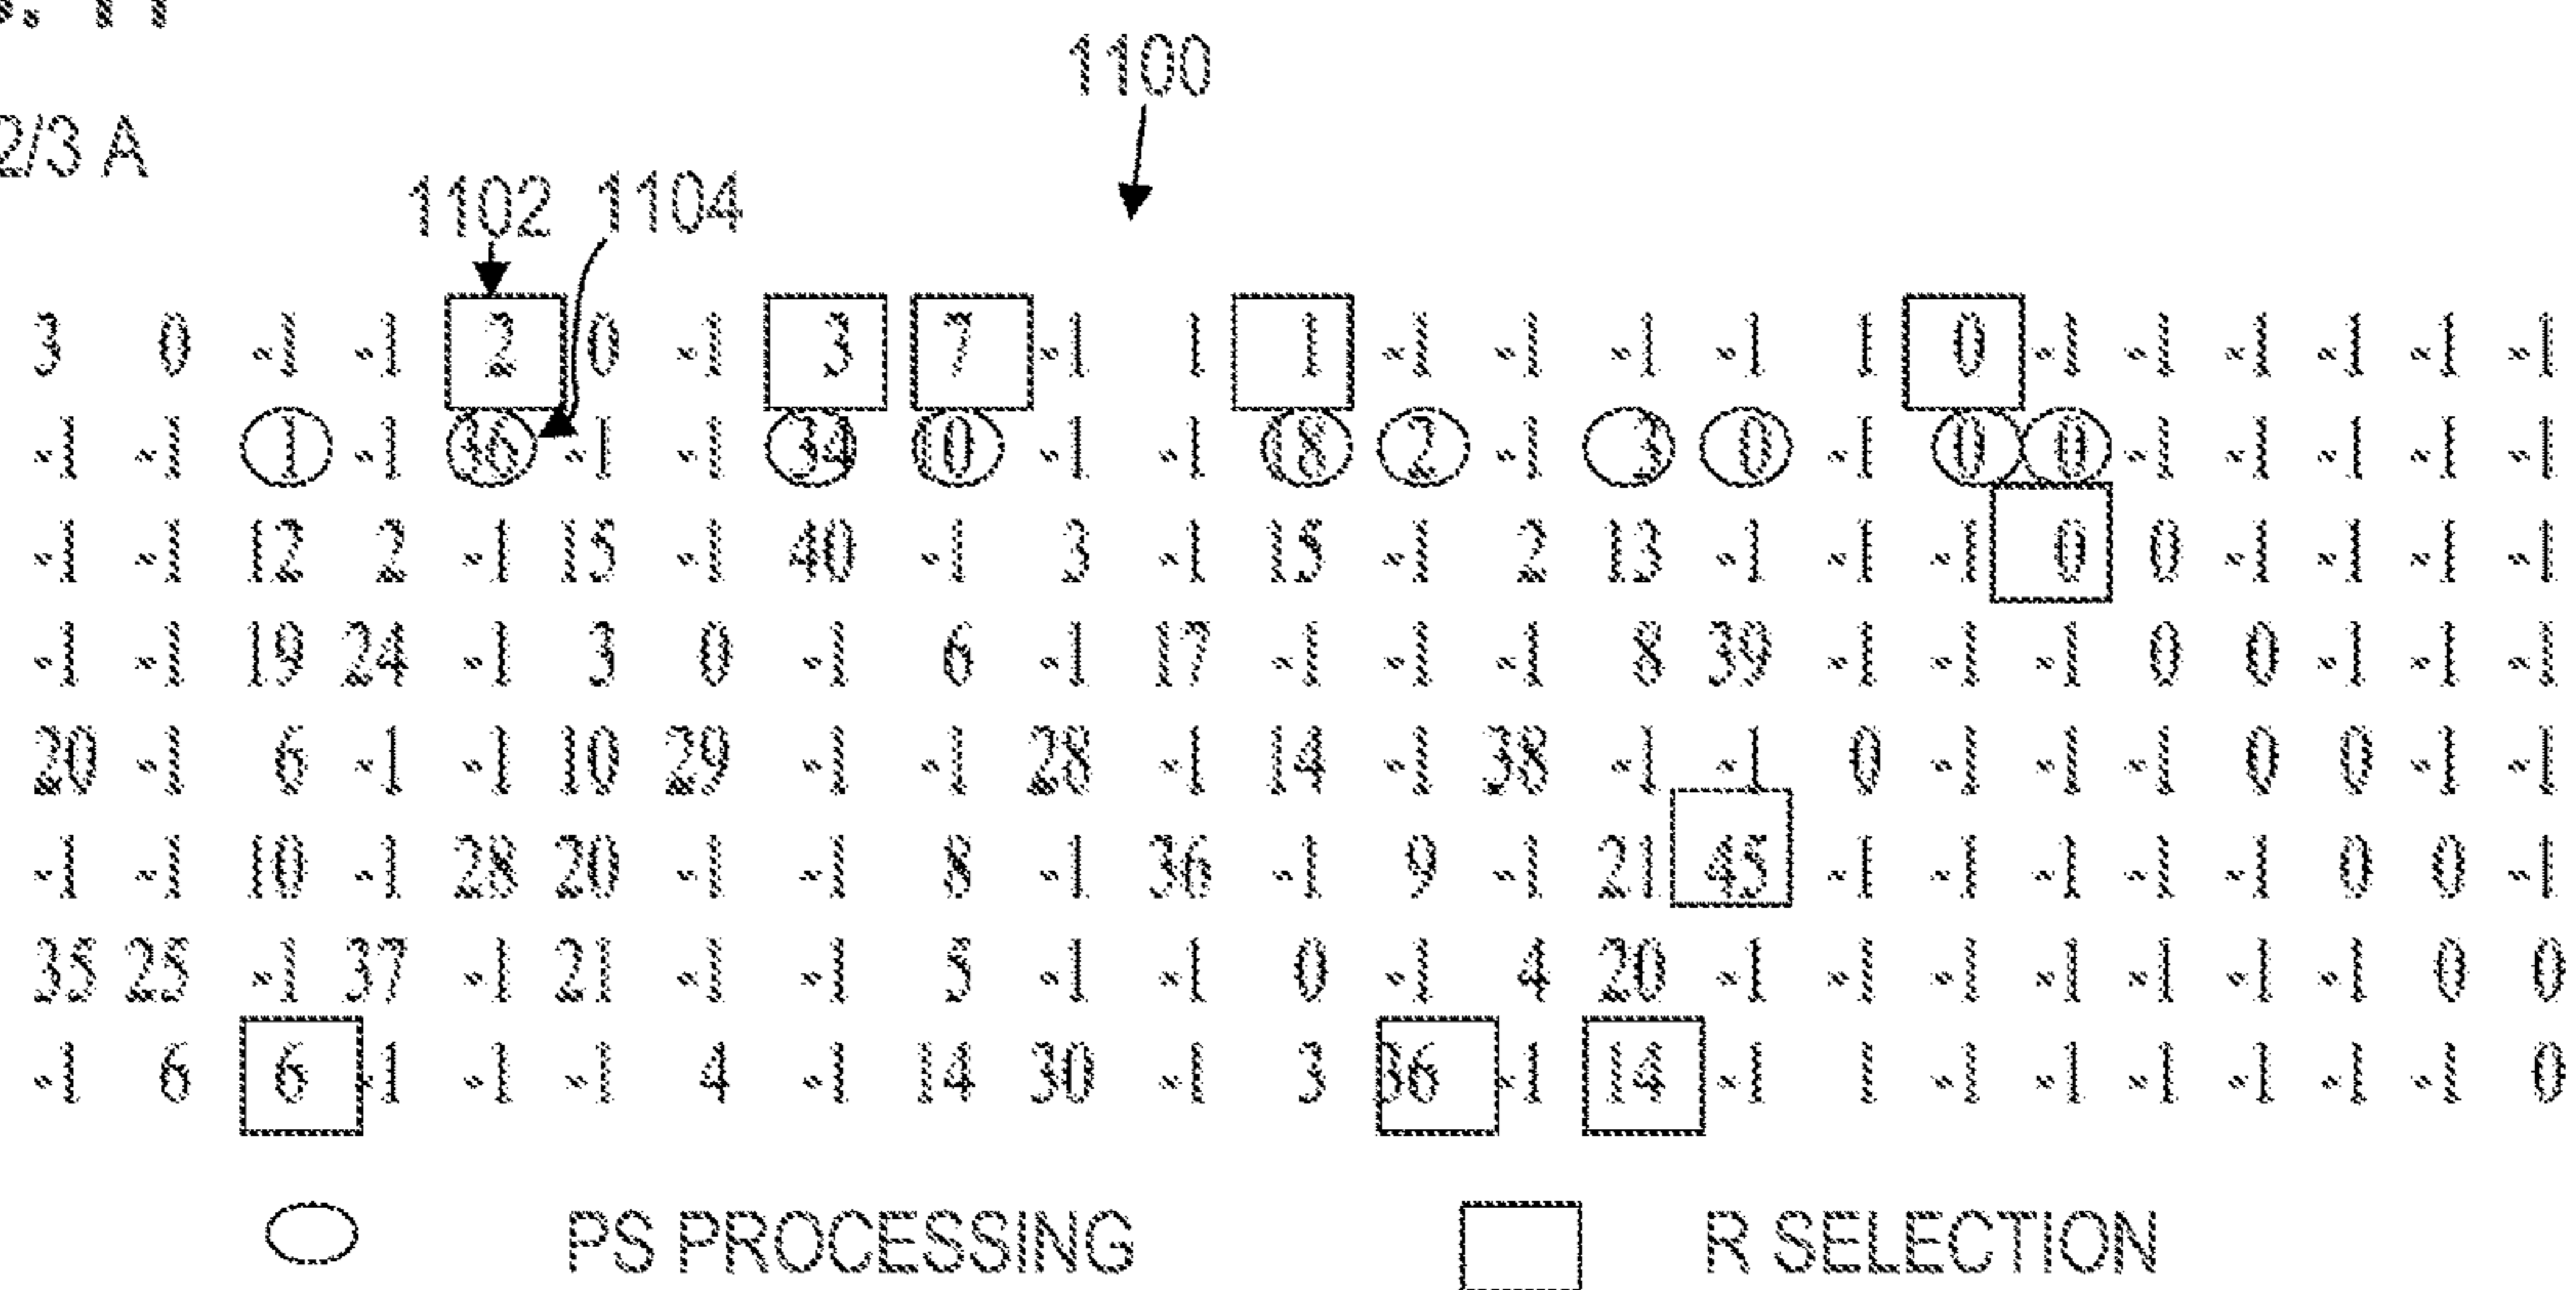 11
1100
2/3 A
1102 1104
3 0 -1 -1 2 0 -1 3 7 -1 1 1 -1 -1 -1 -1 1 0 -1 -1 -1 -1 -1 -1
-1 -1 1 -1 36 -1 -1 34 10 -1 -1 18 2 -1 3 0 -1 0 0 -1 -1 -1 -1 -1
-1 -1 12 2 -1 15 -1 40 -1 3 -1 15 -1 2 13 -1 -1 -1 0 0 -1 -1 -1 -1
-1 -1 19 24 -1 3 0 -1 6 -1 17 -1 -1 -1 8 39 -1 -1 -1 0 0 -1 -1 -1
20 -1 6 -1 -1 10 29 -1 -1 28 -1 14 -1 38 -1 -1 0 -1 -1 -1 0 0 -1 -1
-1 -1 10 -1 28 20 -1 -1 8 -1 36 -1 9 -1 21 45 -1 -1 -1 -1 -1 0 0 -1
35 25 -1 37 -1 21 -1 -1 5 -1 -1 0 -1 4 20 -1 -1 -1 -1 -1 -1 -1 0 0
-1 6 6 -1 -1 -1 4 -1 14 30 -1 3 36 -1 14 -1 1 -1 -1 -1 -1 -1 -1 0
PS PROCESSING R SELECTION